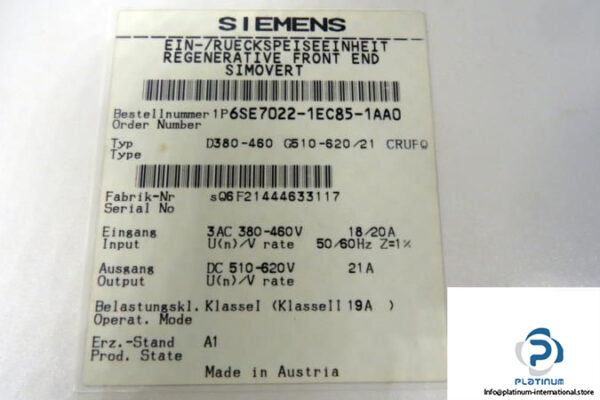 SIEMENS
EIN-/RUECKSPEISEEINHEIT
REGENERATIVE FRONT END
SIMOVERT
Bestellnummer 1P 6SE7022-1EC85-1AA0
Order Number
Typ D380-460 G510-620/21 CRUFQ
Type
Fabrik-Nr sQ6F21444633117
Serial No
Eingang 3AC 380-460V 18/20A
Input U(n)/V rate 50/60Hz Z=1%
Ausgang DC 510-620V 21A
Output U(n)/V rate
Belastungskl. KlasseI (KlasseII 19A )
Operat. Mode
Erz.-Stand A1
Prod. State
Made in Austria
PLATINUM
Info@platinum-international.store